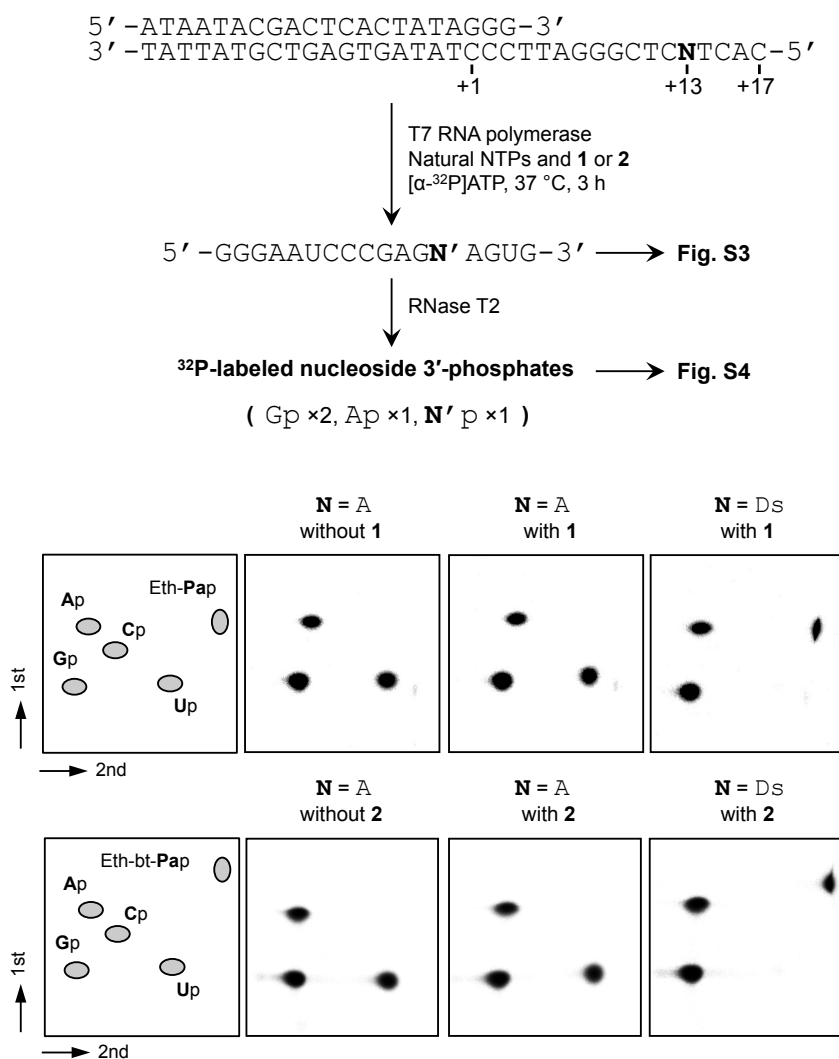 5′-ATAATACGACTCACTATAGGG-3′
3′-TATTATGCTGAGTGATATCCCTTAGGGCTCNTCAC-5′
+1 +13 +17
T7 RNA polymerase
Natural NTPs and 1 or 2
[α-³²P]ATP, 37 °C, 3 h
5′-GGGAAUCCCGAGN′AGUG-3′ Fig. S3
RNase T2
³²P-labeled nucleoside 3′-phosphates Fig. S4
( Gp ×2, Ap ×1, N′p ×1 )
N = A N = A N = Ds
without 1 with 1 with 1
Eth-Pap
Ap
Cp
Gp
Up
1st
2nd
N = A N = A N = Ds
without 2 with 2 with 2
Eth-bt-Pap
Ap
Cp
Gp
Up
1st
2nd